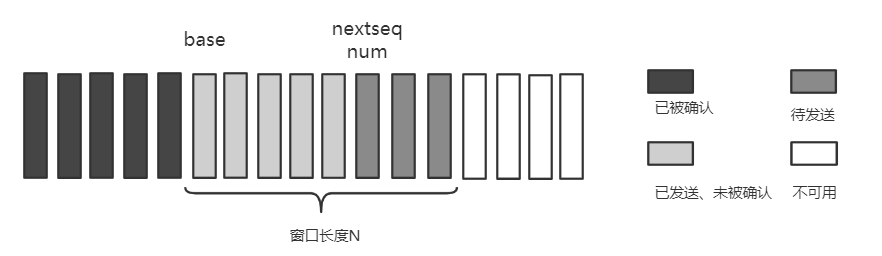 base
nextseq
num
已被确认
待发送
已发送、未被确认
不可用
窗口长度N